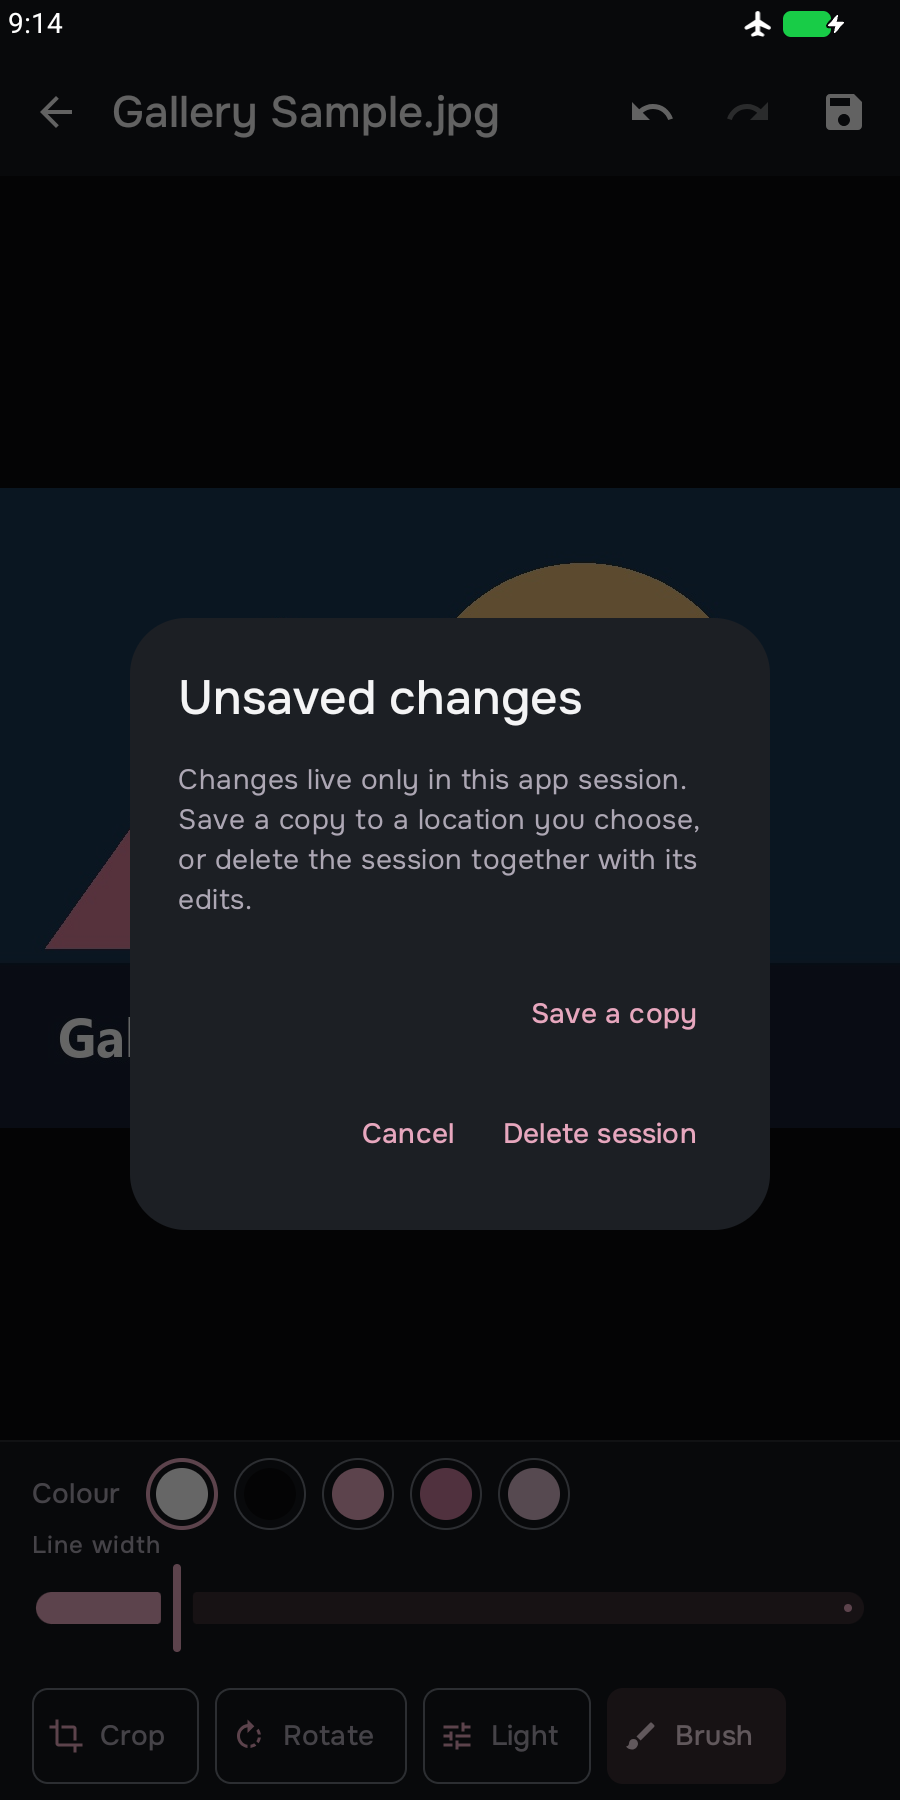 9:14
Gallery Sample.jpg
Unsaved changes
Changes live only in this app session.
Save a copy to a location you choose,
or delete the session together with its
edits.
Save a copy
Cancel Delete session
Colour
Line width
Crop Rotate Light Brush